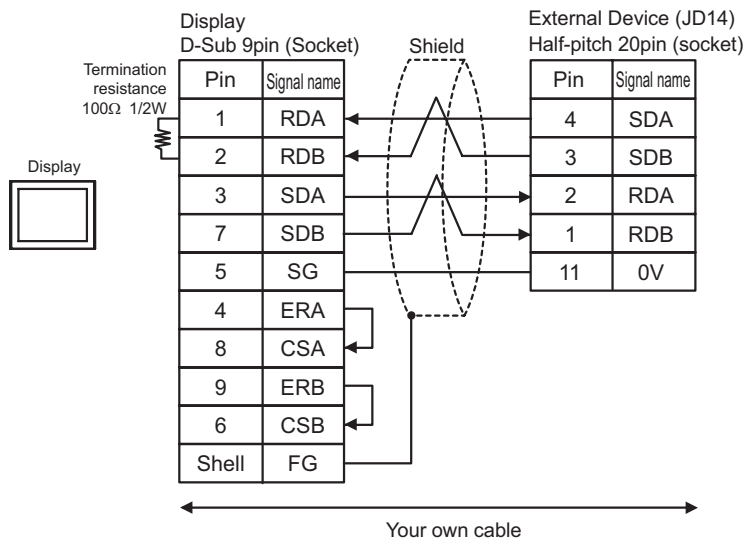 Display
D-Sub 9pin (Socket)
Shield
External Device (JD14)
Half-pitch 20pin (socket)
Termination
resistance
100Ω 1/2W
Display
Pin Signal name
1 RDA
2 RDB
3 SDA
7 SDB
5 SG
4 ERA
8 CSA
9 ERB
6 CSB
Shell FG
Pin Signal name
4 SDA
3 SDB
2 RDA
1 RDB
11 0V
Your own cable